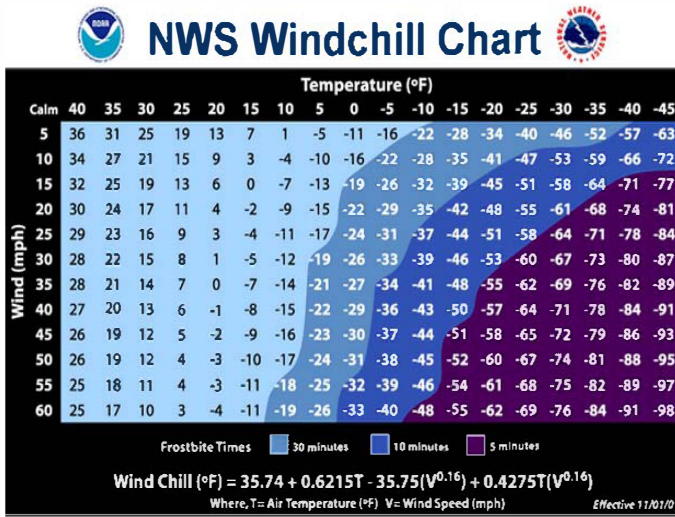 NOAA
NWS Windchill Chart
Temperature (°F)
Calm 40 35 30 25 20 15 10 5 0 -5 -10 -15 -20 -25 -30 -35 -40 -45
5 36 31 25 19 13 7 1 -5 -11 -16 -22 -28 -34 -40 -46 -52 -57 -63
10 34 27 21 15 9 3 -4 -10 -16 -22 -28 -35 -41 -47 -53 -59 -66 -72
15 32 25 19 13 6 0 -7 -13 -19 -26 -32 -39 -45 -51 -58 -64 -71 -77
20 30 24 17 11 4 -2 -9 -15 -22 -29 -35 -42 -48 -55 -61 -68 -74 -81
25 29 23 16 9 3 -4 -11 -17 -24 -31 -37 -44 -51 -58 -64 -71 -78 -84
30 28 22 15 8 1 -5 -12 -19 -26 -33 -39 -46 -53 -60 -67 -73 -80 -87
35 28 21 14 7 0 -7 -14 -21 -27 -34 -41 -48 -55 -62 -69 -76 -82 -89
40 27 20 13 6 -1 -8 -15 -22 -29 -36 -43 -50 -57 -64 -71 -78 -84 -91
45 26 19 12 5 -2 -9 -16 -23 -30 -37 -44 -51 -58 -65 -72 -79 -86 -93
50 26 19 12 4 -3 -10 -17 -24 -31 -38 -45 -52 -60 -67 -74 -81 -88 -95
55 25 18 11 4 -3 -11 -18 -25 -32 -39 -46 -54 -61 -68 -75 -82 -89 -97
60 25 17 10 3 -4 -11 -19 -26 -33 -40 -48 -55 -62 -69 -76 -84 -91 -98
Wind (mph)
Frostbite Times 30 minutes 10 minutes 5 minutes
Wind Chill (°F) = 35.74 + 0.6215T - 35.75(V^0.16) + 0.4275T(V^0.16)
Where, T= Air Temperature (°F) V= Wind Speed (mph) Effective 11/01/0